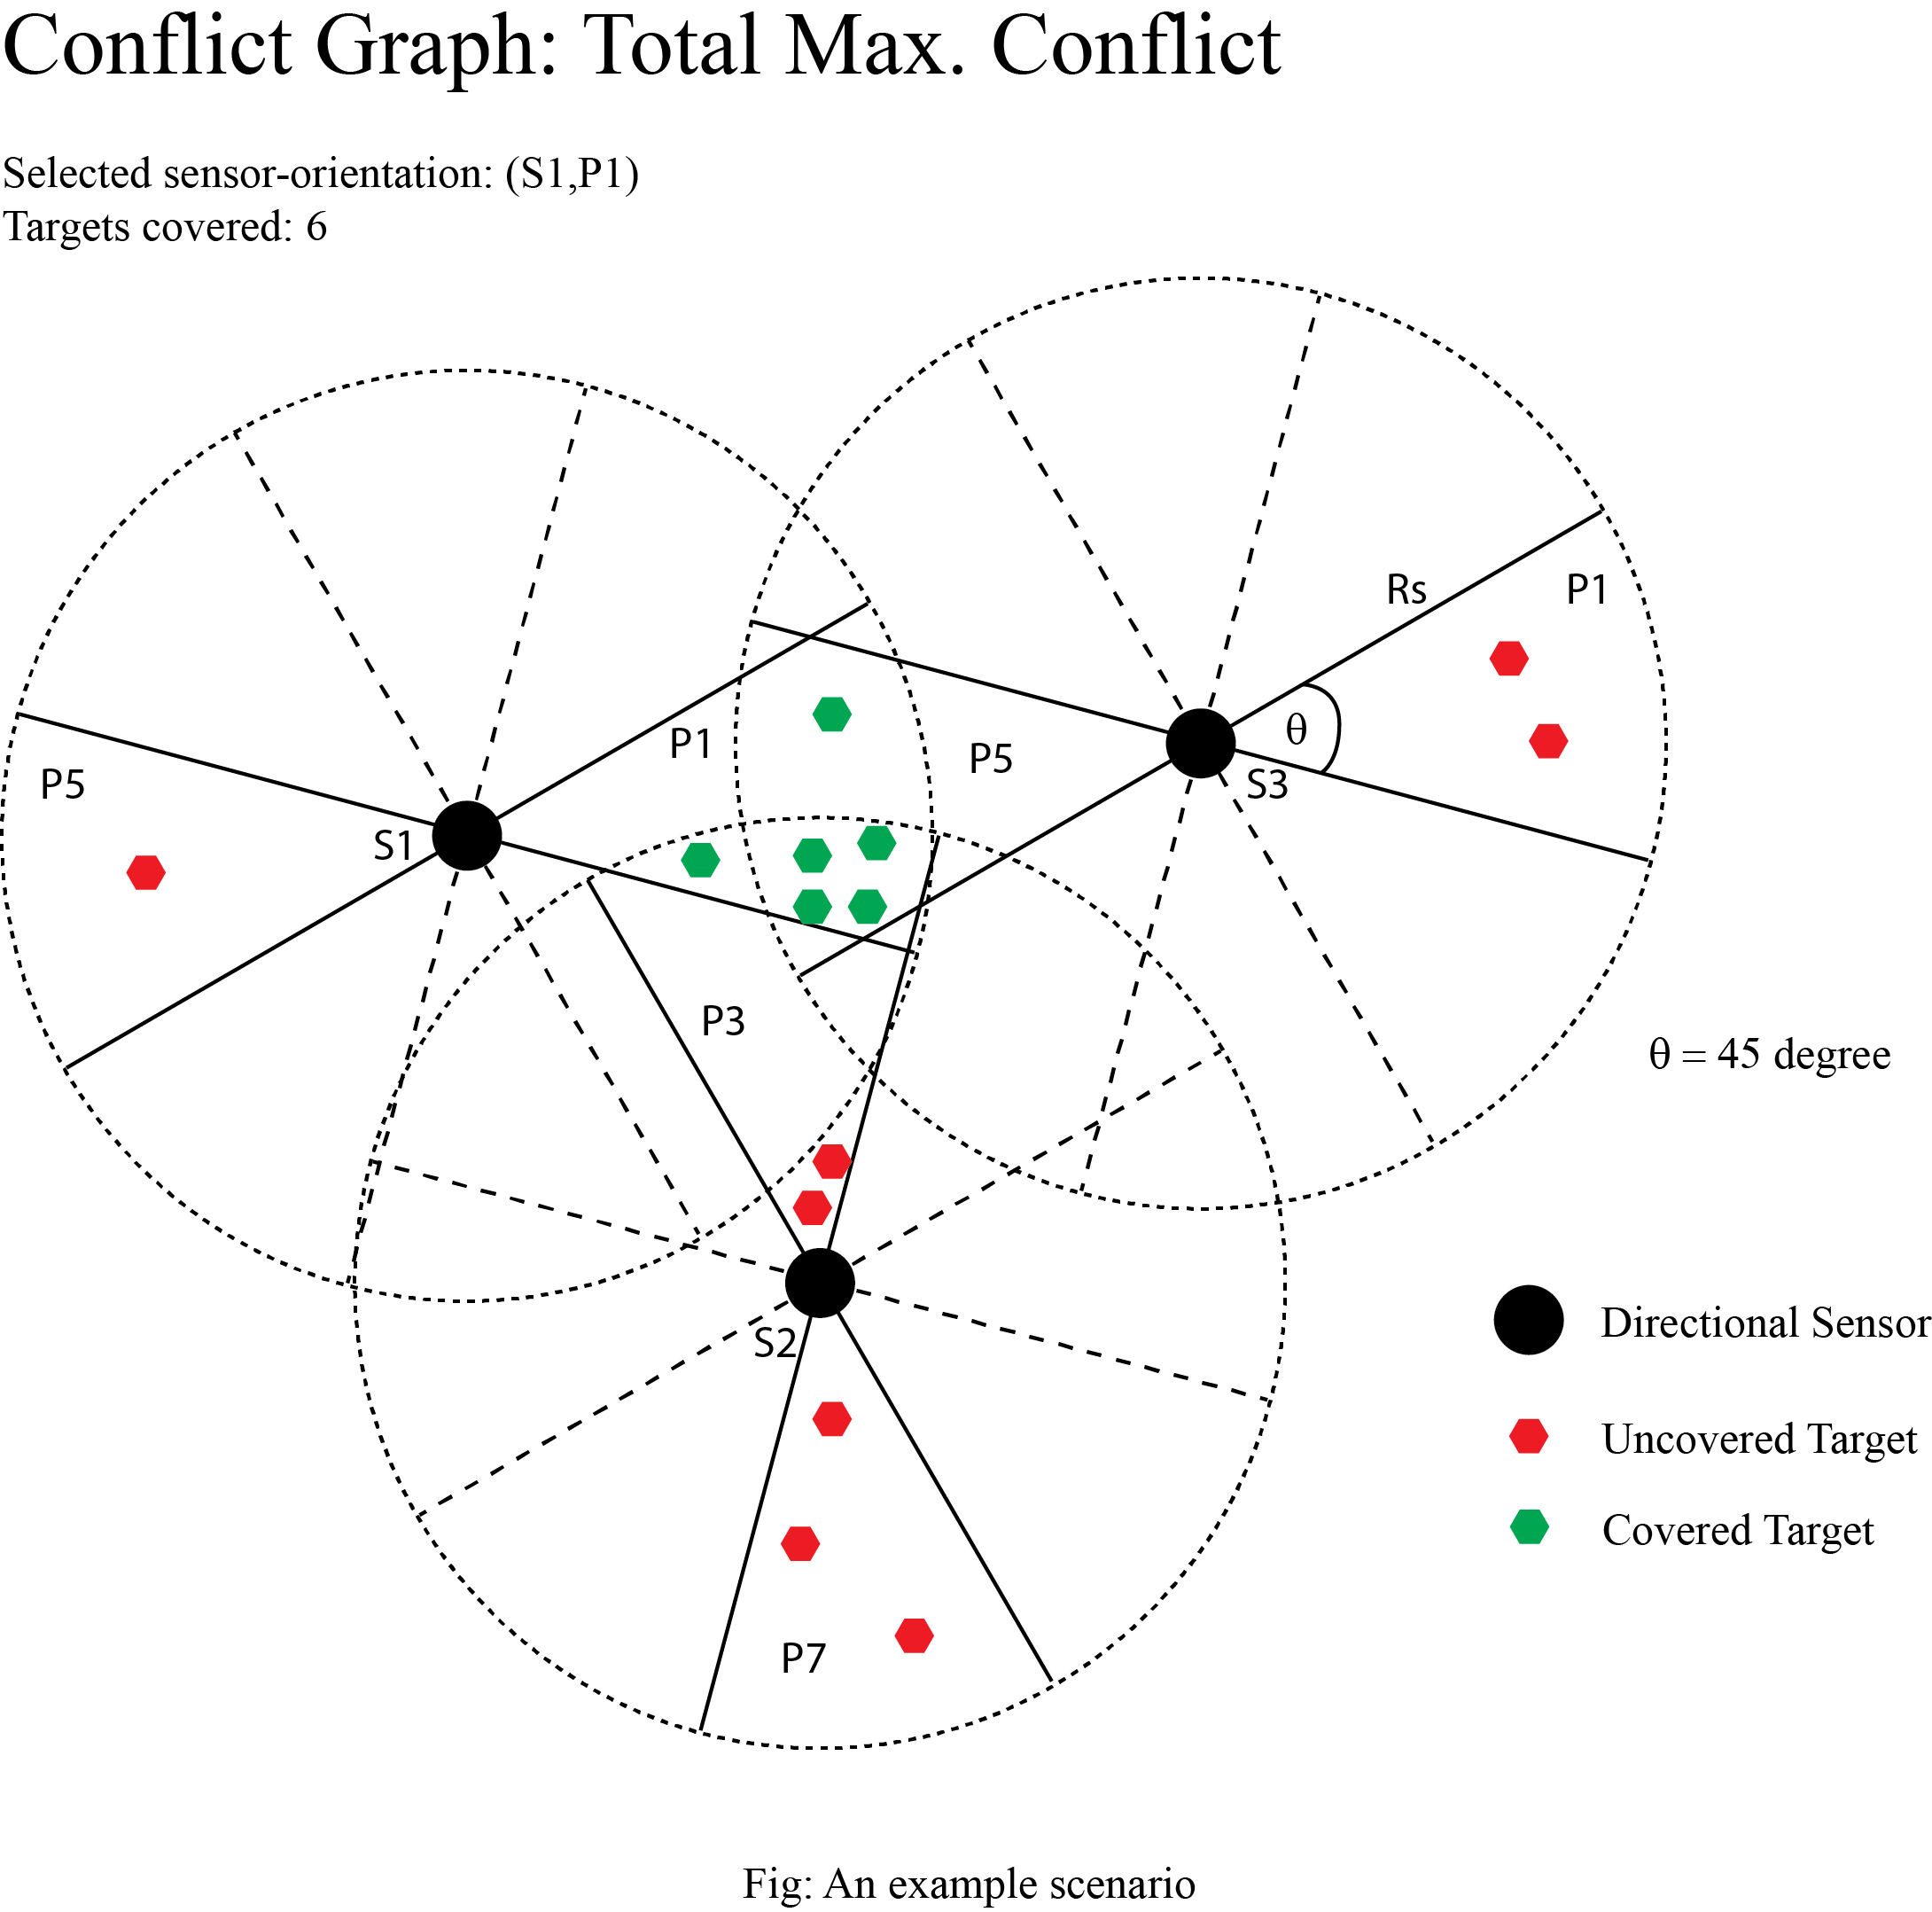 Conflict Graph: Total Max. Conflict
Selected sensor-orientation: (S1,P1)
Targets covered: 6
Rs
P1
θ
S3
P1
P5
P5
S1
P3
θ = 45 degree
S2
P7
Directional Sensor
Uncovered Target
Covered Target
Fig: An example scenario